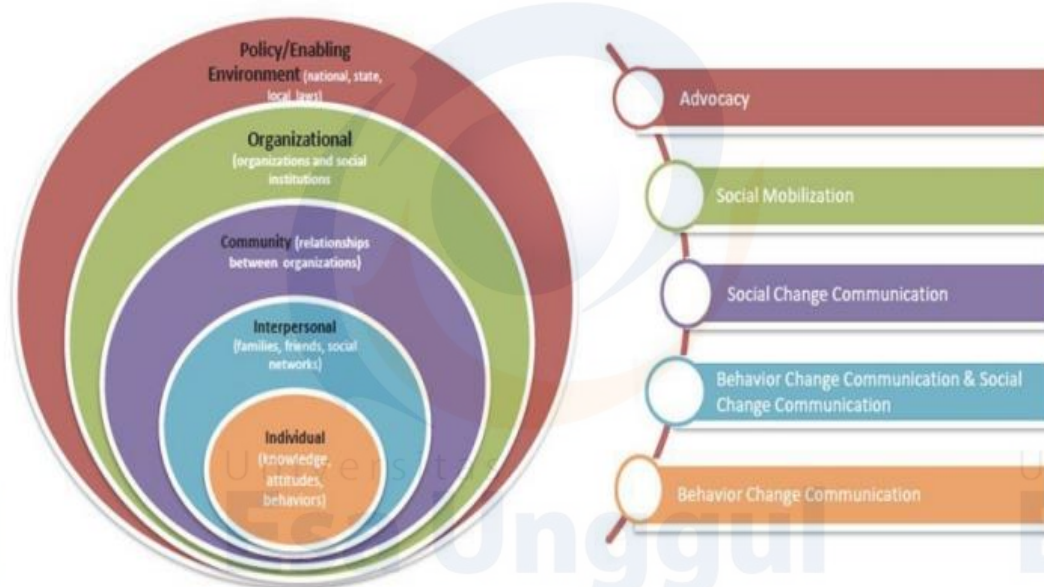 Policy/Enabling
Environment (national, state,
local, laws)
Organizational
(organizations and social
institutions
Community (relationships
between organizations)
Interpersonal
(families, friends, social
networks)
Individual
(knowledge,
attitudes,
behaviors)
Advocacy
Social Mobilization
Social Change Communication
Behavior Change Communication & Social
Change Communication
Behavior Change Communication
Universitas
Esa Unggul
U